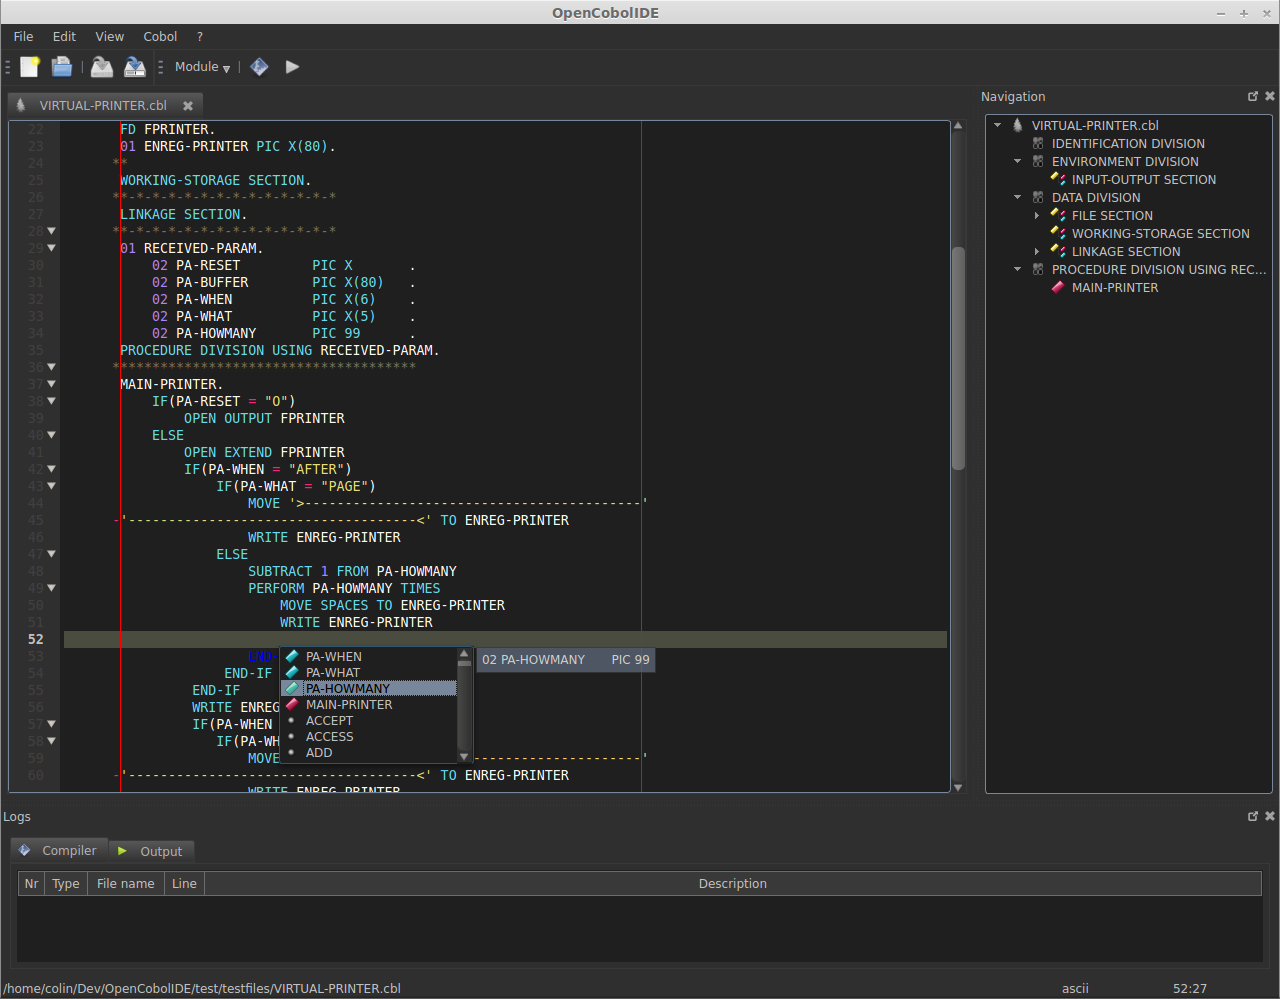 OpenCobolIDE
File Edit View Cobol ?
Module
VIRTUAL-PRINTER.cbl
22 FD FPRINTER.
23 01 ENREG-PRINTER PIC X(80).
24 **
25 WORKING-STORAGE SECTION.
26 **-*-*-*-*-*-*-*-*-*-*-*-*-*
27 LINKAGE SECTION.
28 **-*-*-*-*-*-*-*-*-*-*-*-*-*
29 01 RECEIVED-PARAM.
30 02 PA-RESET PIC X .
31 02 PA-BUFFER PIC X(80) .
32 02 PA-WHEN PIC X(6) .
33 02 PA-WHAT PIC X(5) .
34 02 PA-HOWMANY PIC 99 .
35 PROCEDURE DIVISION USING RECEIVED-PARAM.
36 **************************************
37 MAIN-PRINTER.
38 IF(PA-RESET = "O")
39 OPEN OUTPUT FPRINTER
40 ELSE
41 OPEN EXTEND FPRINTER
42 IF(PA-WHEN = "AFTER")
43 IF(PA-WHAT = "PAGE")
44 MOVE '>------------------------------------------'
45 -'------------------------------------<' TO ENREG-PRINTER
46 WRITE ENREG-PRINTER
47 ELSE
48 SUBTRACT 1 FROM PA-HOWMANY
49 PERFORM PA-HOWMANY TIMES
50 MOVE SPACES TO ENREG-PRINTER
51 WRITE ENREG-PRINTER
52
53 END-
54 END-IF
55 END-IF
56 WRITE ENREG
57 IF(PA-WHEN
58 IF(PA-WH
59 MOVE ---------------------'
60 -'------------------------------------<' TO ENREG-PRINTER
WRITE ENREG-PRINTER
PA-WHEN
PA-WHAT
PA-HOWMANY
MAIN-PRINTER
ACCEPT
ACCESS
ADD
02 PA-HOWMANY PIC 99
Navigation
VIRTUAL-PRINTER.cbl
IDENTIFICATION DIVISION
ENVIRONMENT DIVISION
INPUT-OUTPUT SECTION
DATA DIVISION
FILE SECTION
WORKING-STORAGE SECTION
LINKAGE SECTION
PROCEDURE DIVISION USING REC...
MAIN-PRINTER
Logs
Compiler Output
Nr Type File name Line Description
/home/colin/Dev/OpenCobolIDE/test/testfiles/VIRTUAL-PRINTER.cbl ascii 52:27